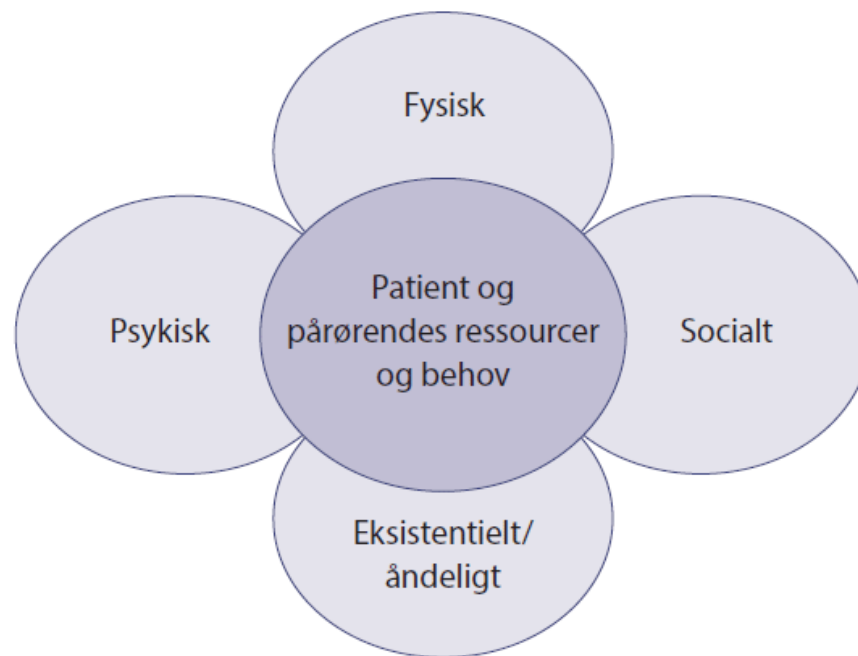 Fysisk
Patient og
pårørendes ressourcer
og behov
Psykisk
Socialt
Eksistentielt/
åndeligt